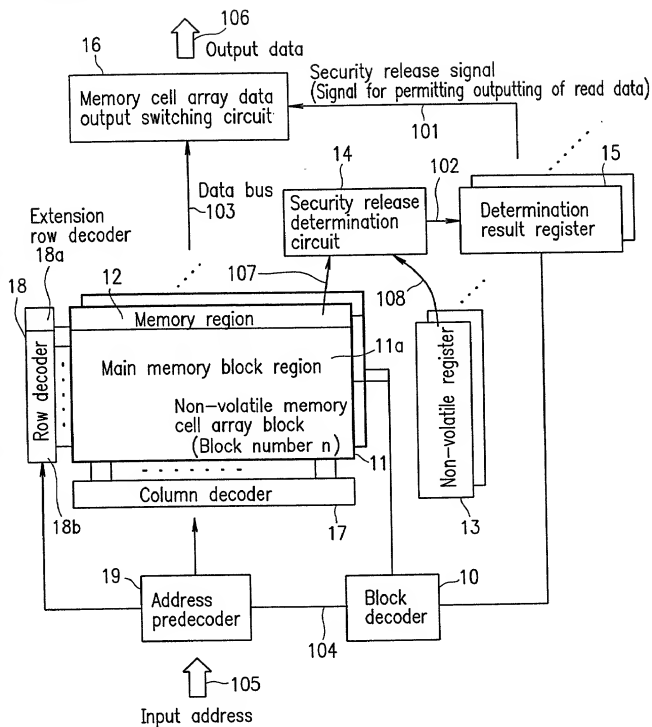 106
Output data
16
Memory cell array data
output switching circuit
Security release signal
(Signal for permitting outputting of read data)
101
14
102
15
Data bus
103
Security release
determination
circuit
Determination
result register
Extension
row decoder
18a
18
12
107
108
Memory region
11a
Main memory block region
Row decoder
Non-volatile memory
cell array block
(Block number n)
11
Non-volatile register
13
Column decoder
17
18b
19
10
Address
predecoder
Block
decoder
104
105
Input address